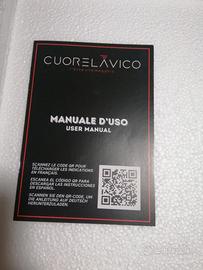 CUORELAVICO
MANUALE D'USO
USER MANUAL
SCANNEZ LE CODE QR POUR
TÉLÉCHARGER LES INDICATIONS
EN FRANÇAIS.
ESCANEA EL CÓDIGO QR PARA
DESCARGAR LAS INSTRUCCIONES
EN ESPAÑOL.
SCANNEN SIE DEN QR-CODE, UM
DIE ANLEITUNG AUF DEUTSCH
HERUNTERZULADEN.